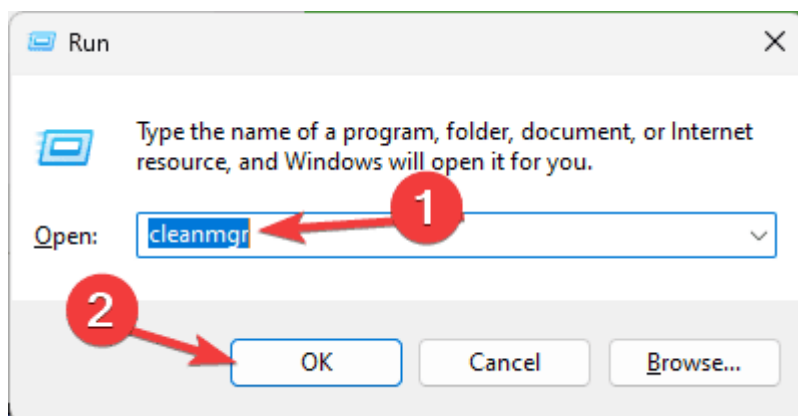 Run
Type the name of a program, folder, document, or Internet
resource, and Windows will open it for you.
1
Open: cleanmgr
2
OK Cancel Browse...